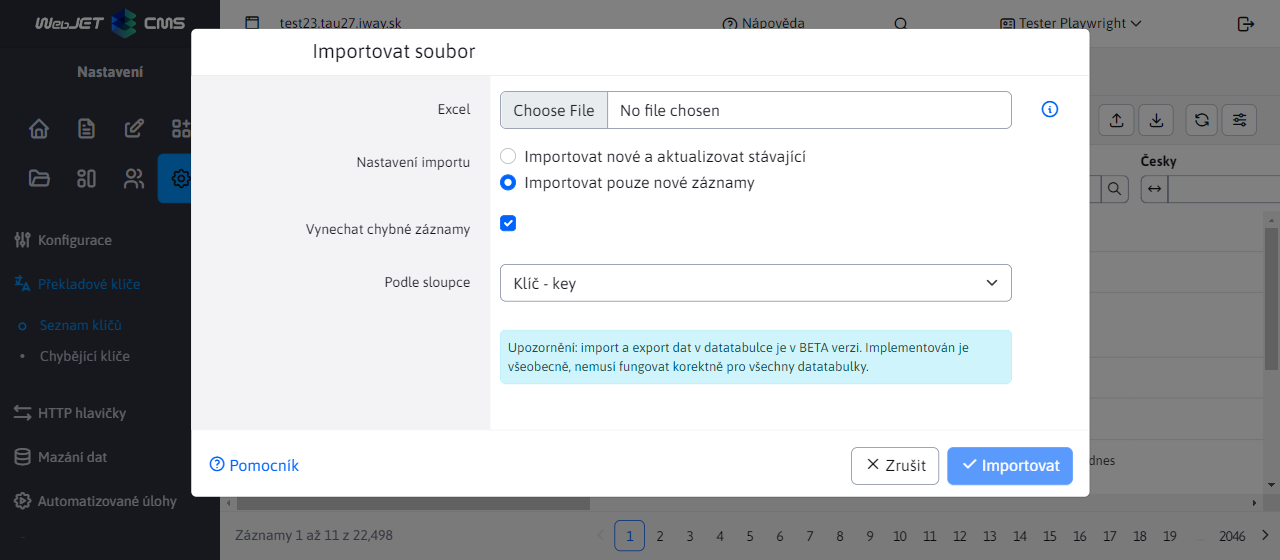 WebJET CMS
test23.tau27.iway.sk
Nápověda
Tester Playwright
Nastavení
Importovat soubor
Excel
Choose File No file chosen
Nastavení importu
Importovat nové a aktualizovat stávající
Importovat pouze nové záznamy
Vynechat chybné záznamy
Podle sloupce
Klíč - key
Upozornění: import a export dat v datatabulce je v BETA verzi. Implementován je
všeobecně, nemusí fungovat korektně pro všechny datatabulky.
Pomocník
Zrušit
Importovat
Česky
Konfigurace
Překladové klíče
Seznam klíčů
Chybějící klíče
HTTP hlavičky
Mazání dat
Automatizované úlohy
dnes
Záznamy 1 až 11 z 22,498
1 2 3 4 5 6 7 8 9 10 11 12 13 14 15 16 17 18 19 ... 2046